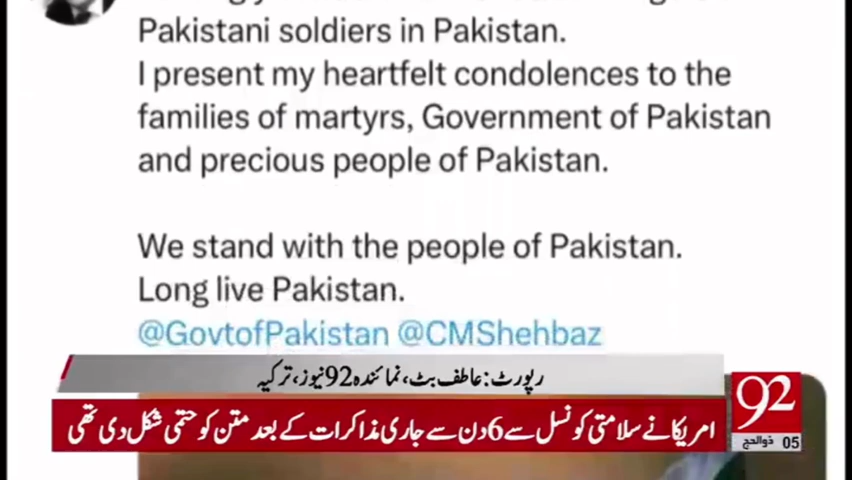 Pakistani soldiers in Pakistan.
I present my heartfelt condolences to the
families of martyrs, Government of Pakistan
and precious people of Pakistan.
We stand with the people of Pakistan.
Long live Pakistan.
@GovtofPakistan @CMShehbaz
رپورٹ: عاطف بٹ، نمائندہ 92 نیوز، ترکیہ
امریکا نے سلامتی کونسل سے 6 دن سے جاری مذاکرات کے بعد متن کو حتمی شکل دی تھی
92
05 ذوالحج